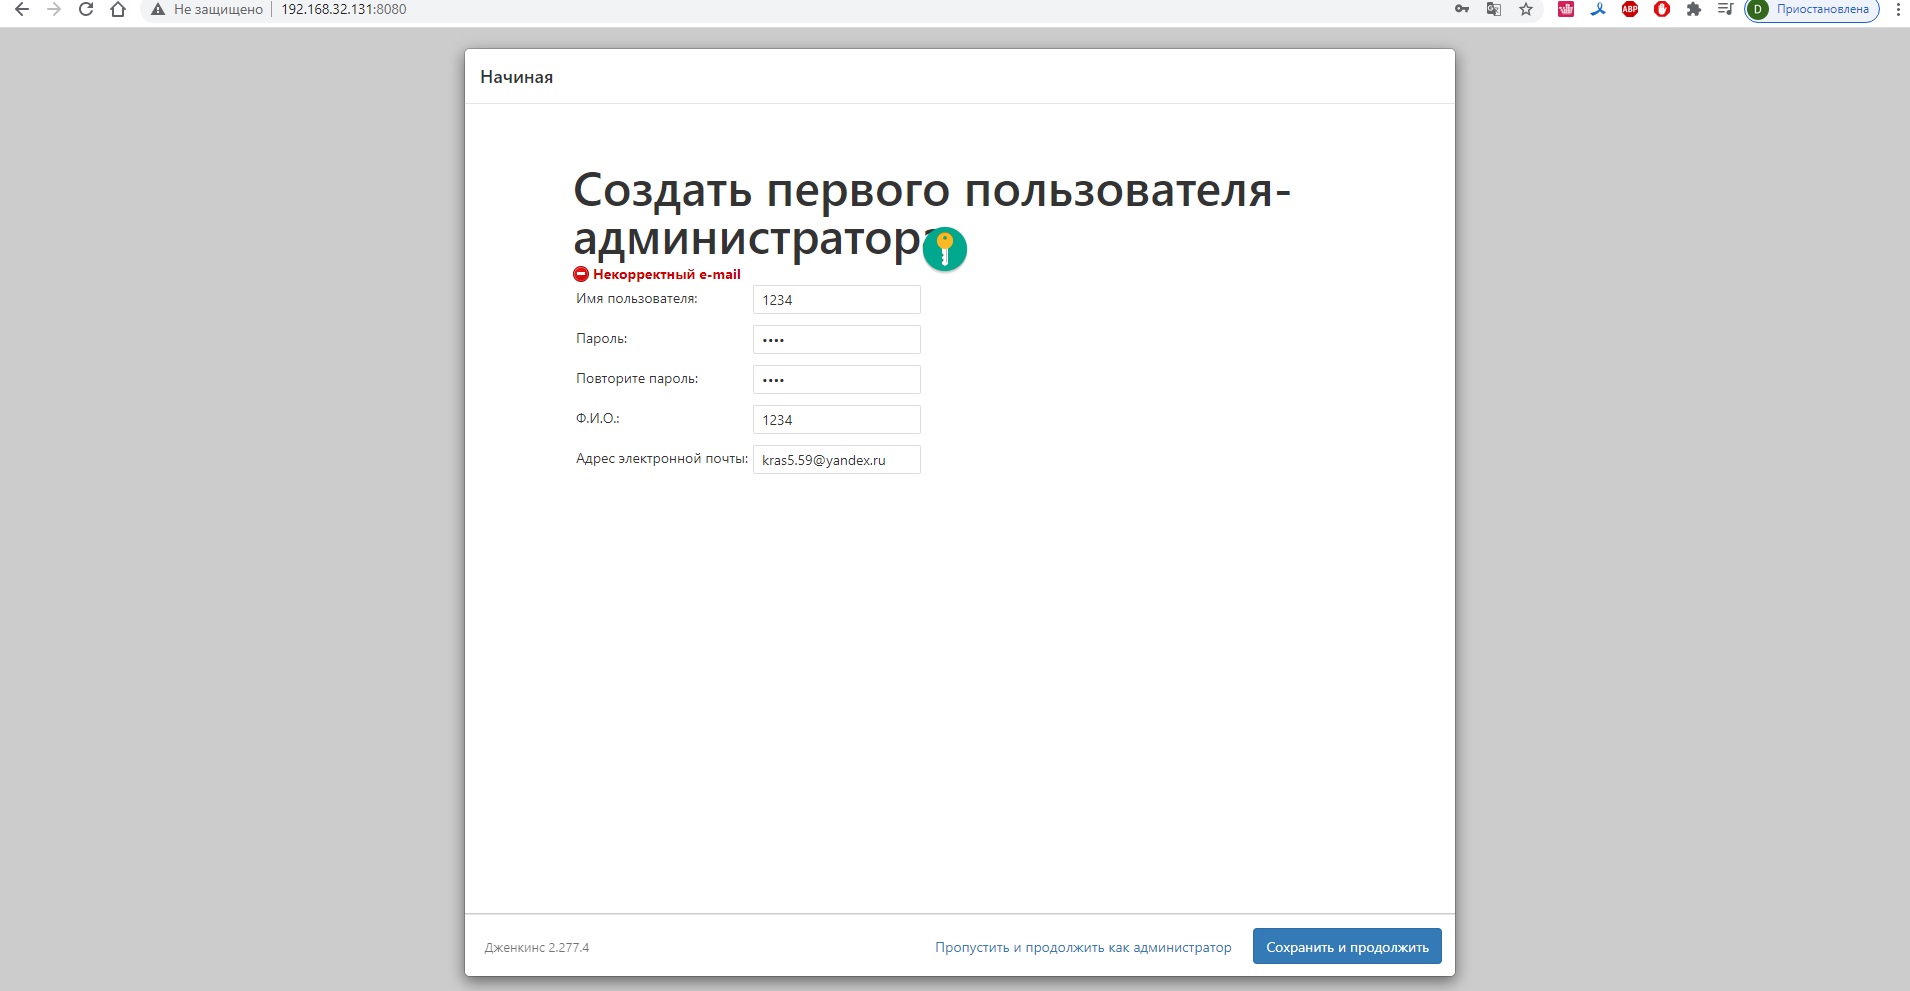 Не защищено 192.168.32.131:8080
ABP
D Приостановлена
Начиная
Создать первого пользователя-
администратора
Некорректный e-mail
Имя пользователя: 1234
Пароль: ••••
Повторите пароль: ••••
Ф.И.О.: 1234
Адрес электронной почты: kras5.59@yandex.ru
Дженкинс 2.277.4
Пропустить и продолжить как администратор
Сохранить и продолжить